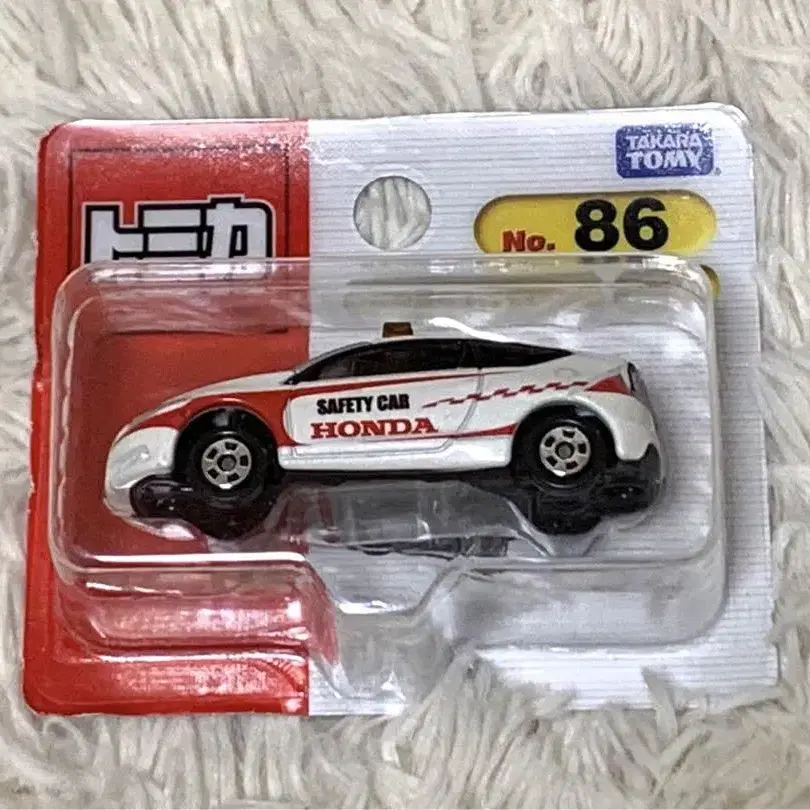 TAKARA
TOMY
トミカ
No. 86
SAFETY CAR
HONDA